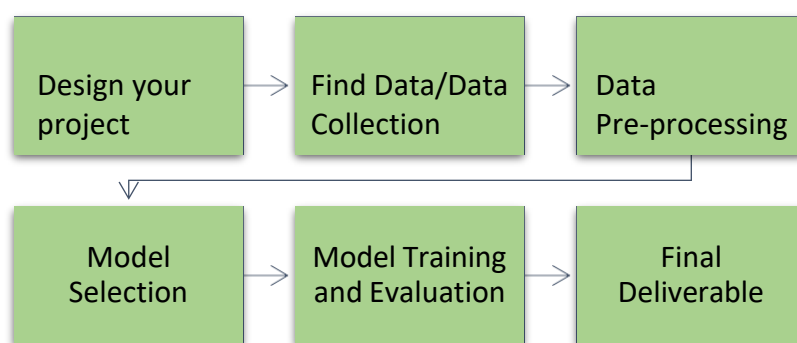 Design your
project
Find Data/Data
Collection
Data
Pre-processing
Model
Selection
Model Training
and Evaluation
Final
Deliverable